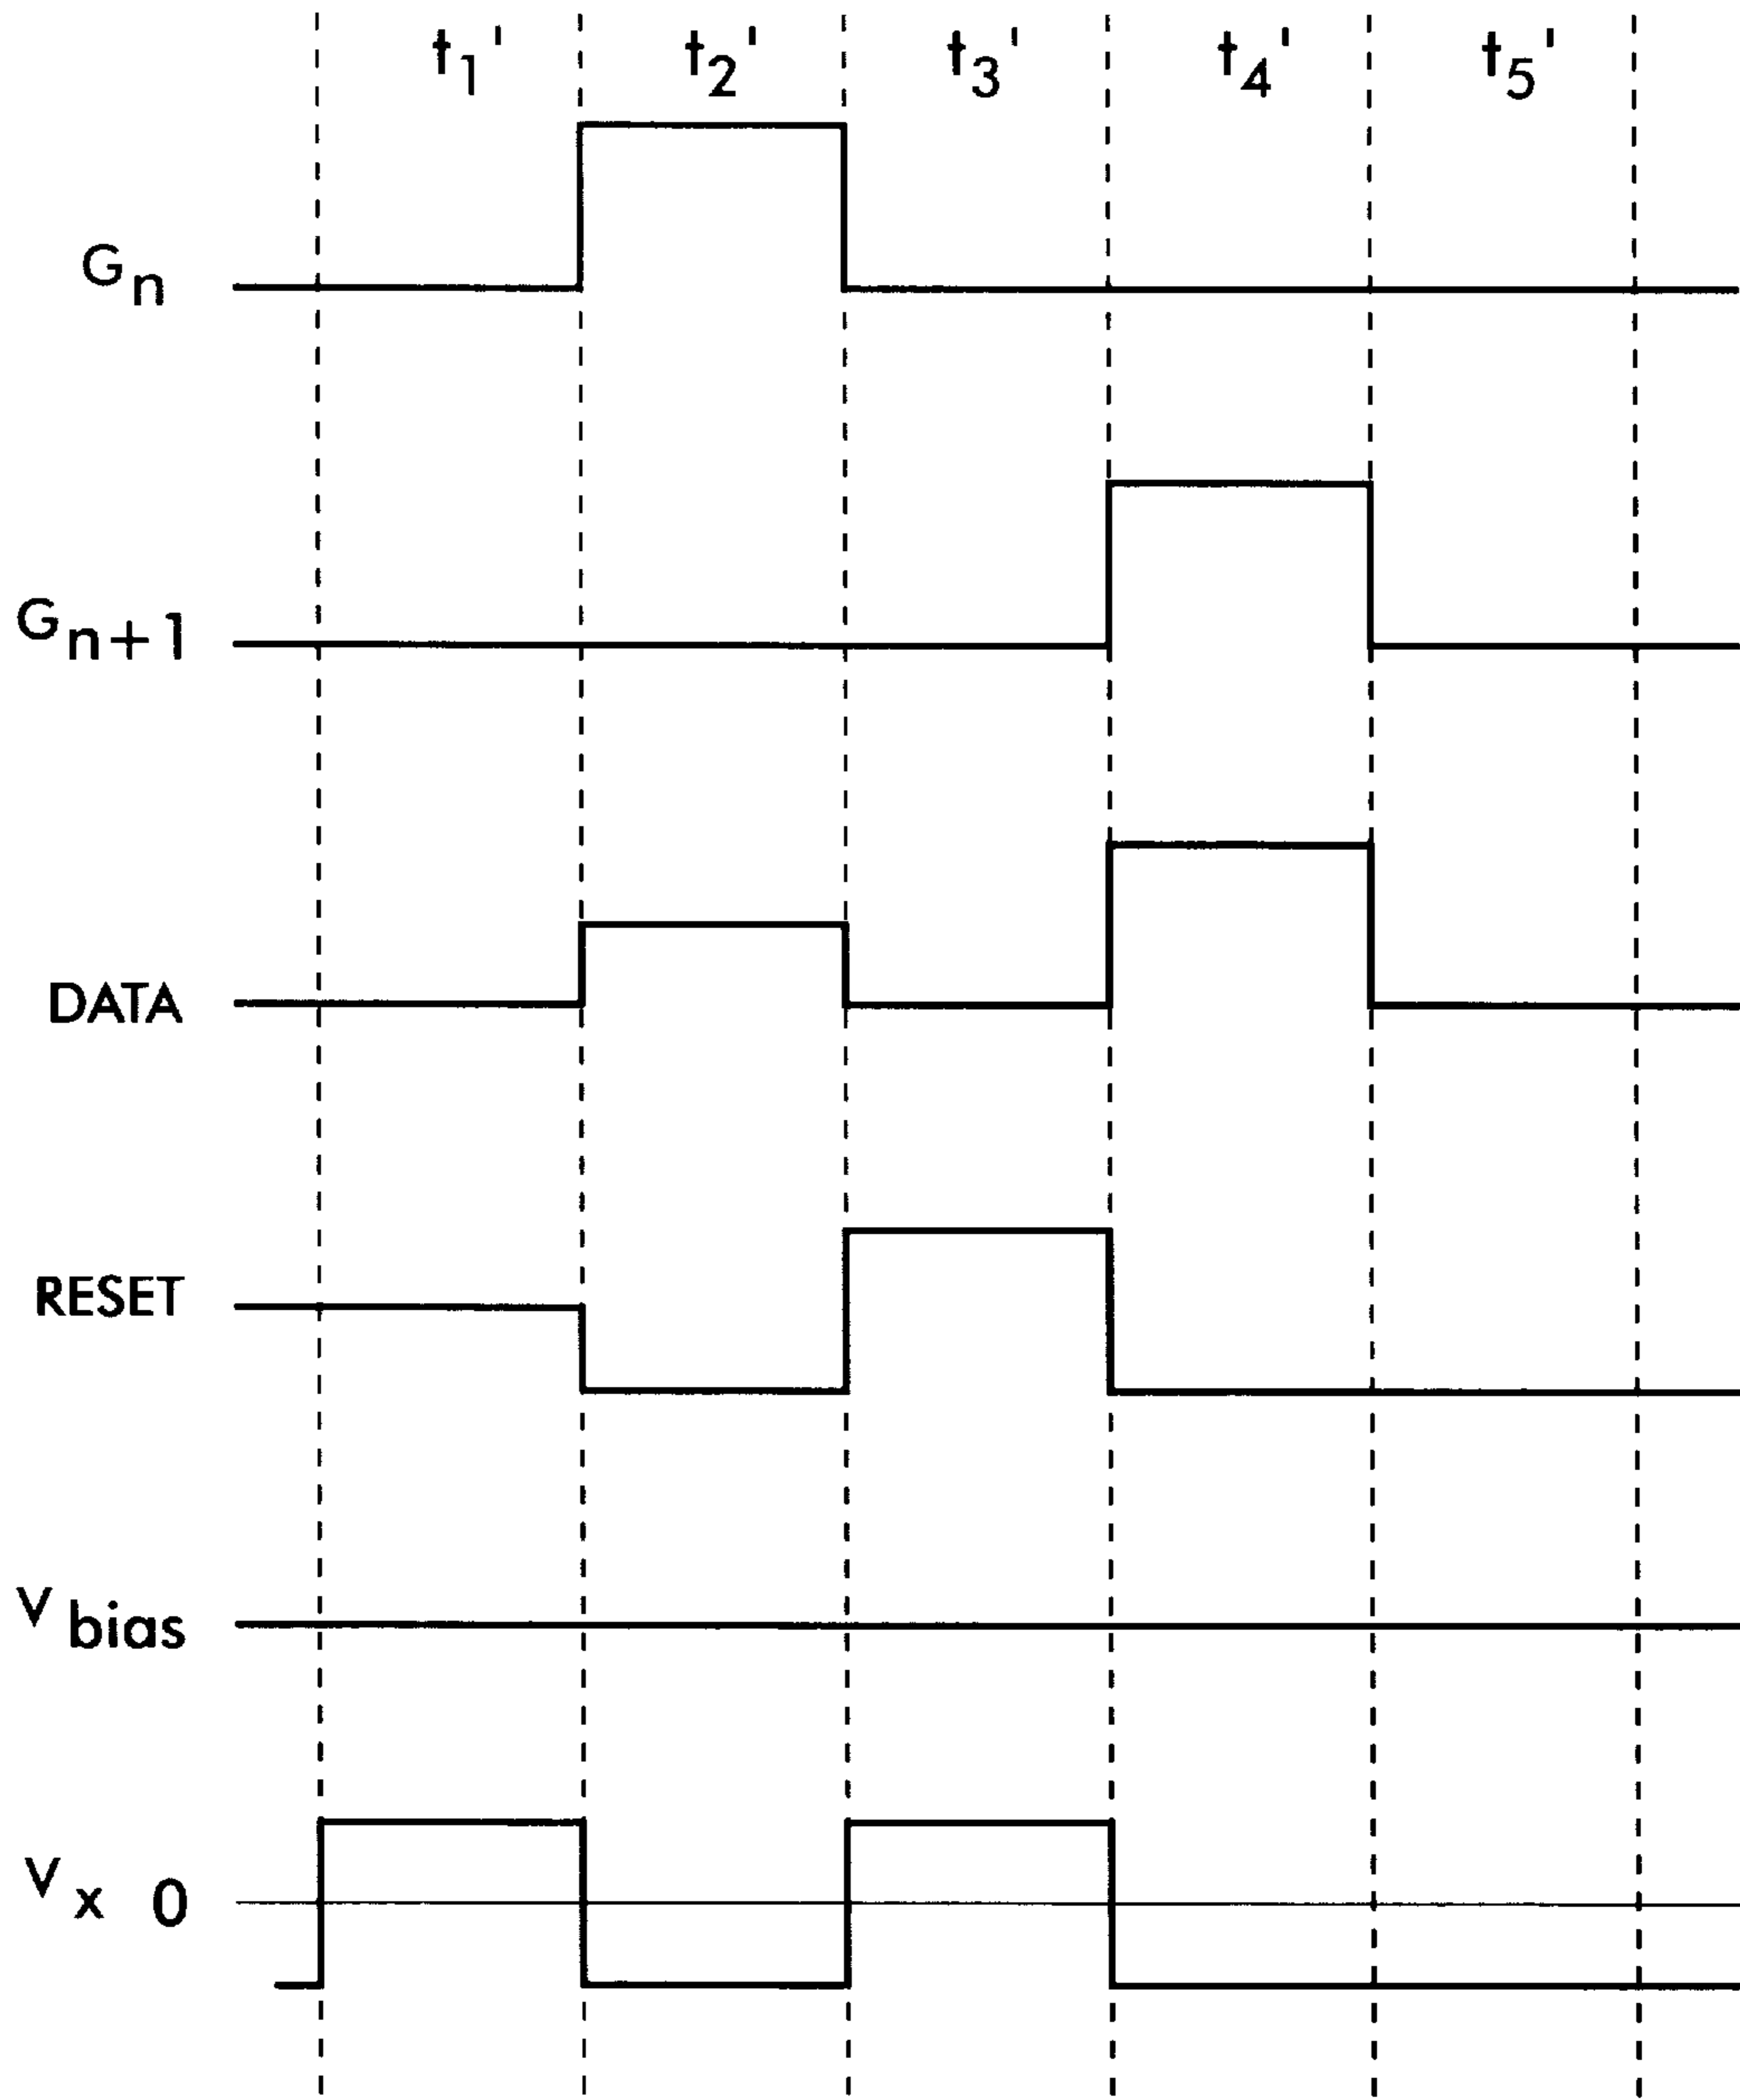 t1' t2' t3' t4' t5'
Gn
Gn+1
DATA
RESET
Vbias
Vx 0